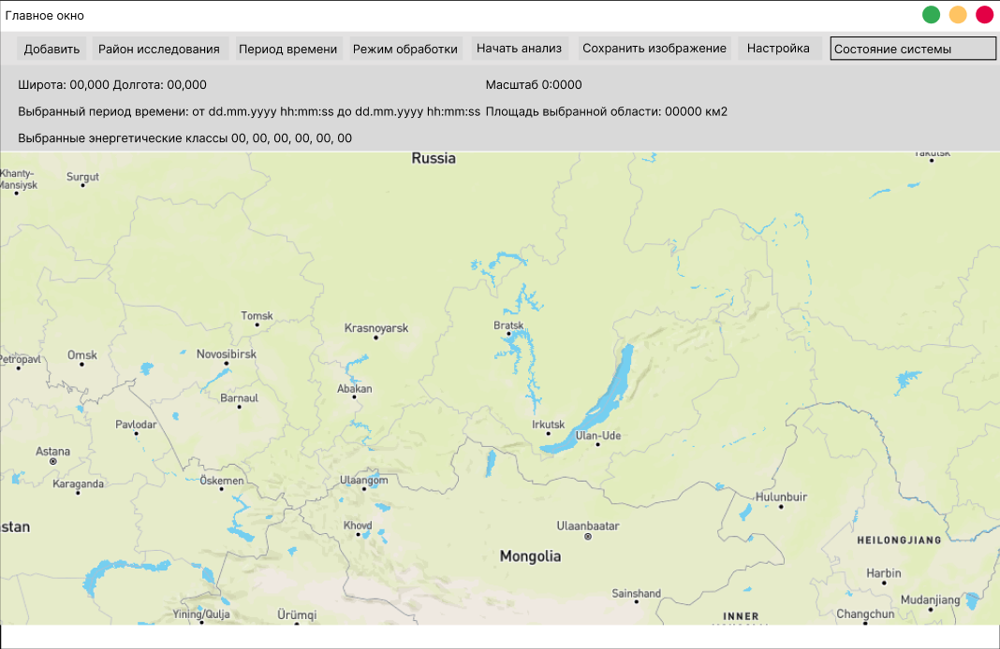 Главное окно
Добавить Район исследования Период времени Режим обработки Начать анализ Сохранить изображение Настройка Состояние системы
Широта: 00,000 Долгота: 00,000 Масштаб 0:0000
Выбранный период времени: от dd.mm.yyyy hh:mm:ss до dd.mm.yyyy hh:mm:ss Площадь выбранной области: 00000 км2
Выбранные энергетические классы 00, 00, 00, 00, 00, 00
Russia
Yakutsk
Khanty-
Mansiysk
Surgut
Tomsk
Krasnoyarsk
Bratsk
Petropavl
Omsk
Novosibirsk
Abakan
Barnaul
Pavlodar
Irkutsk
Ulan-Ude
Astana
Karaganda
Öskemen
Ulaangom
Hulunbuir
stan
Khovd
Ulaanbaatar
HEILONGJIANG
Mongolia
Harbin
Sainshand
Mudanjiang
Yining/Qulja
Ürümqi
INNER
Changchun